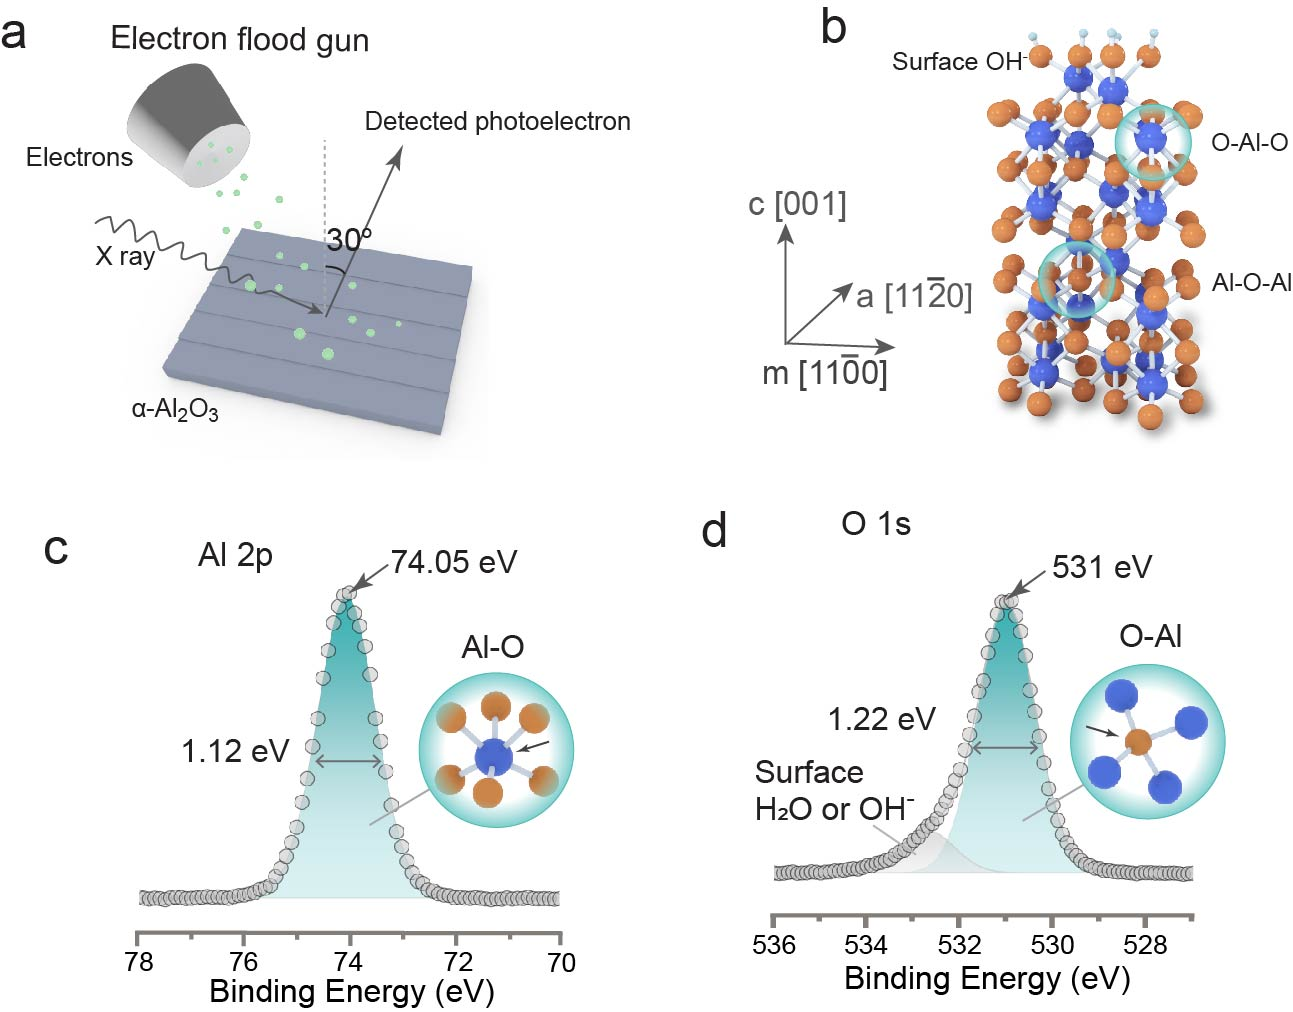 a
Electron flood gun
Detected photoelectron
Electrons
30°
X ray
α-Al₂O₃
b
Surface OH⁻
O-Al-O
c [001]
a [112̅0]
Al-O-Al
m [11̅00]
c
Al 2p
74.05 eV
Al-O
1.12 eV
78
76
74
72
70
Binding Energy (eV)
d
O 1s
531 eV
O-Al
1.22 eV
Surface
H₂O or OH⁻
536
534
532
530
528
Binding Energy (eV)